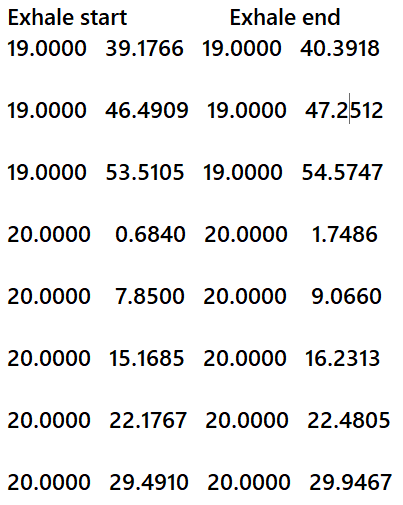 Exhale start Exhale end
19.0000 39.1766 19.0000 40.3918
19.0000 46.4909 19.0000 47.2512
19.0000 53.5105 19.0000 54.5747
20.0000 0.6840 20.0000 1.7486
20.0000 7.8500 20.0000 9.0660
20.0000 15.1685 20.0000 16.2313
20.0000 22.1767 20.0000 22.4805
20.0000 29.4910 20.0000 29.9467